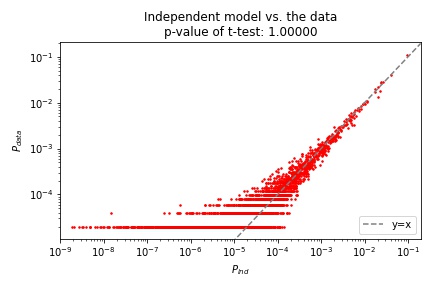 Independent model vs. the data
p-value of t-test: 1.00000
P_data
10⁻¹
10⁻²
10⁻³
10⁻⁴
y=x
10⁻⁹ 10⁻⁸ 10⁻⁷ 10⁻⁶ 10⁻⁵ 10⁻⁴ 10⁻³ 10⁻² 10⁻¹
P_ind